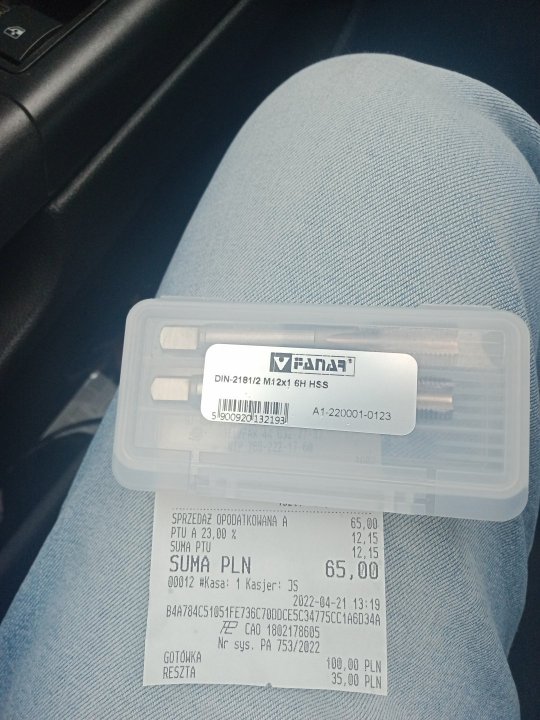 FANAR
DIN-2181/2 M12x1 6H HSS
5 900920 132193
A1-220001-0123
SPRZEDAŻ OPODATKOWANA A 65,00
PTU A 23,00 % 12,15
SUMA PTU 12,15
SUMA PLN 65,00
00012 #Kasa: 1 Kasjer: JS
2022-04-21 13:19
B4A784C51051FE736C70DDCE5C34775CC1A6D34A
CAO 1802178605
Nr sys. PA 753/2022
GOTÓWKA 100,00 PLN
RESZTA 35,00 PLN